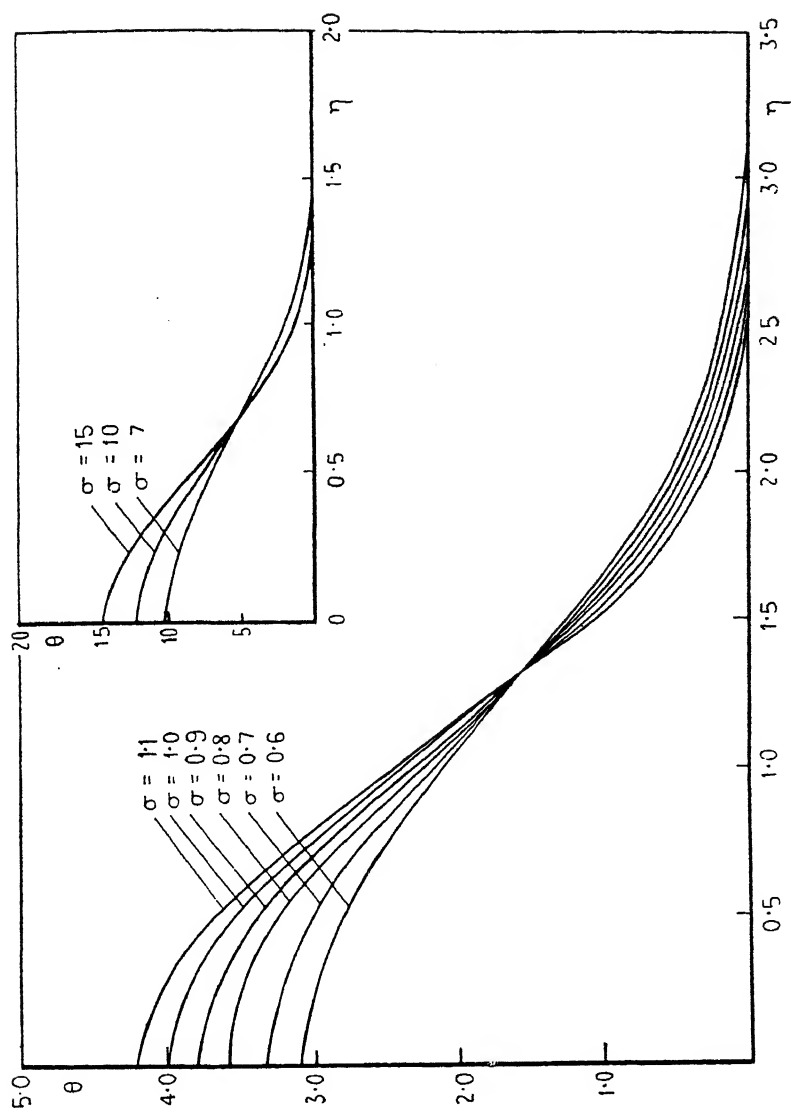 20
θ
15
10
5
σ = 15
σ = 10
σ = 7
0 0·5 1·0 1·5 η 2·0
5·0
θ
4·0
3·0
2·0
1·0
σ = 1·1
σ = 1·0
σ = 0·9
σ = 0·8
σ = 0·7
σ = 0·6
0·5 1·0 1·5 2·0 2 5 3·0 η 3·5